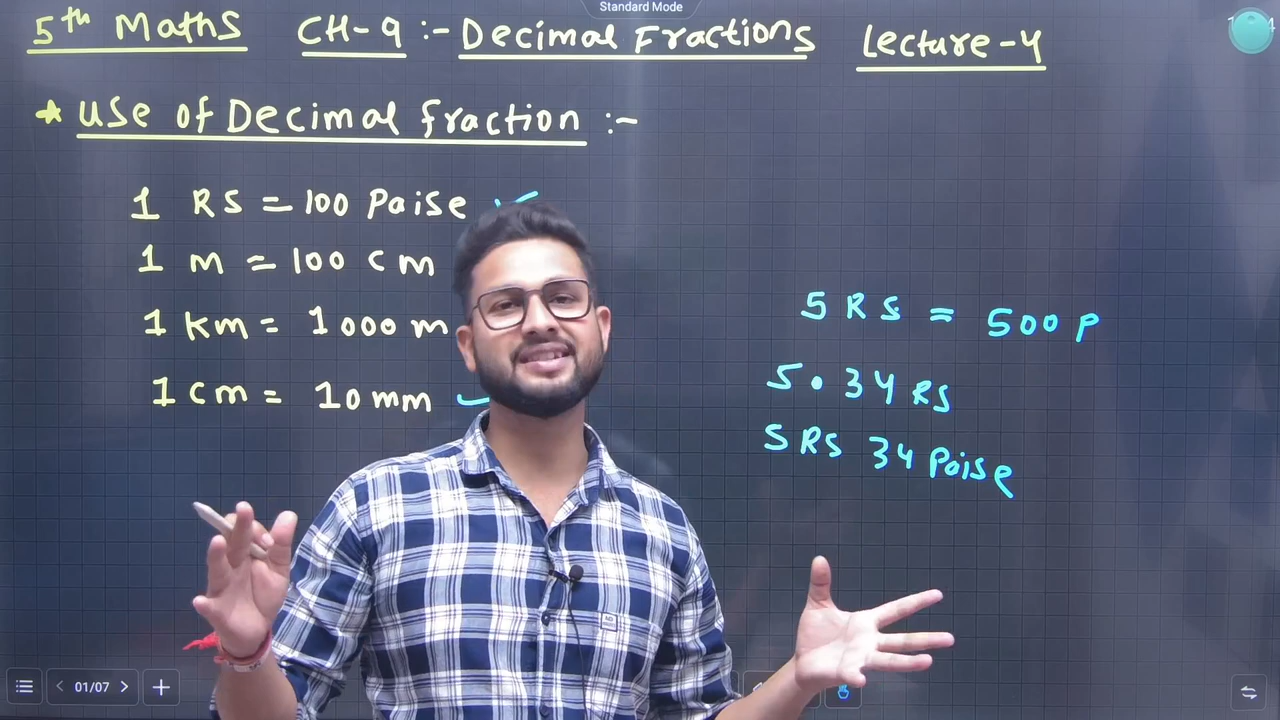 Standard Mode
5th Maths CH-9 :- Decimal Fractions Lecture-4
* Use of Decimal fraction :-
1 RS = 100 Paise
1 m = 100 cm
1 km = 1000 m
1 cm = 10 mm
5 RS = 500 P
5.34 RS
5 RS 34 Paise
01/07